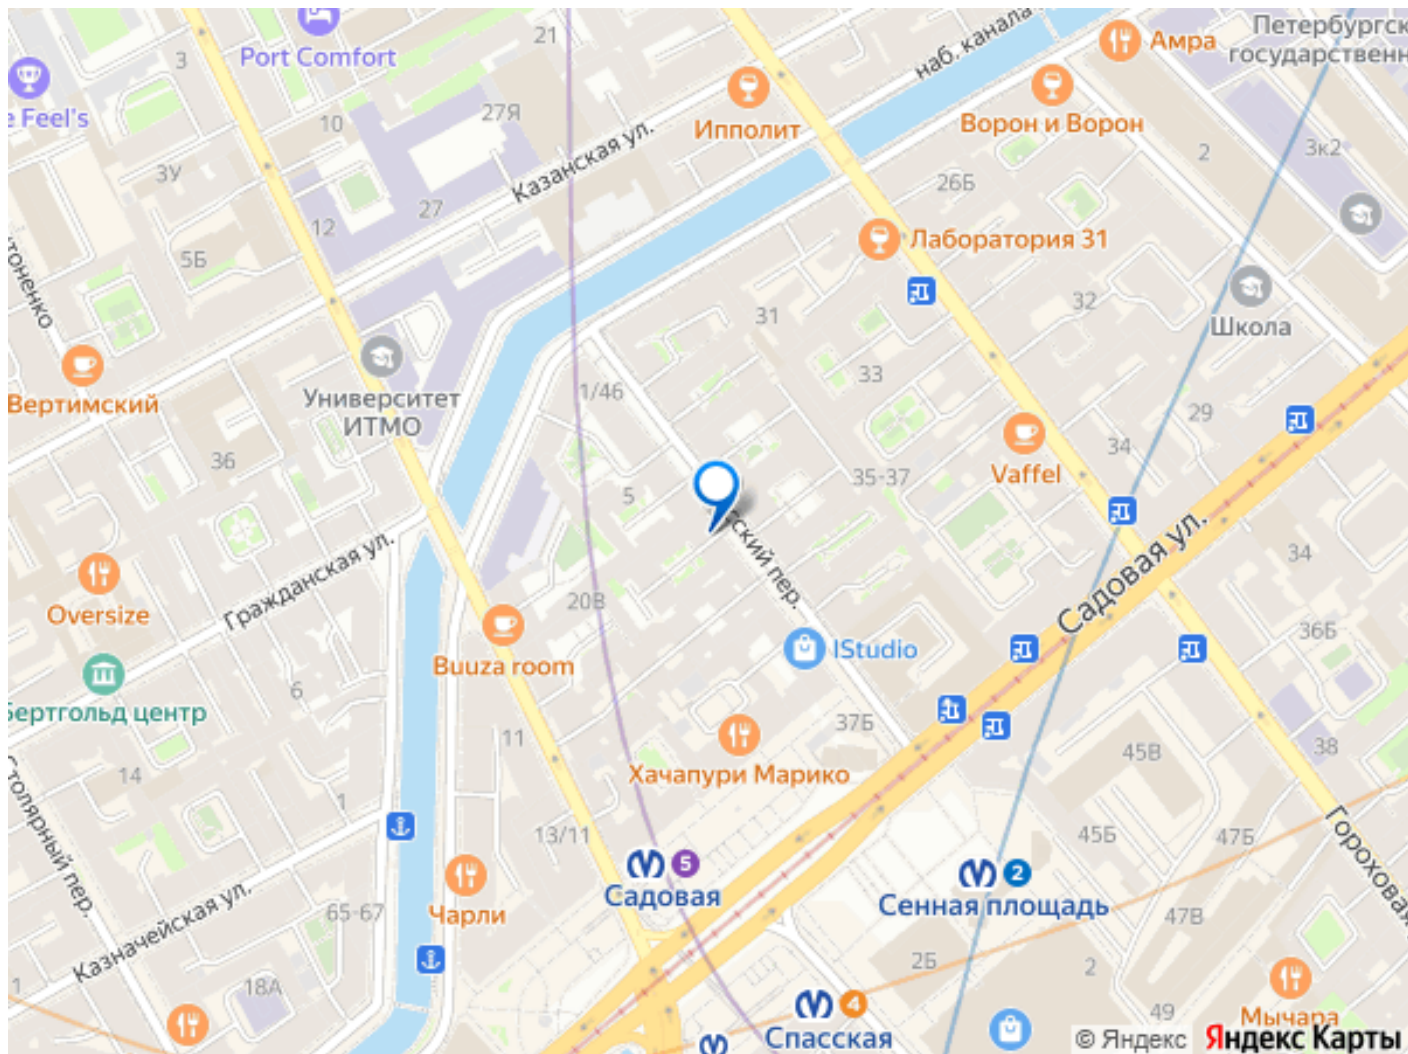 Петербургск
государственн
Port Comfort
21
3
e Feel's
наб. канала
Амра
27Я
10
Ипполит
Ворон и Ворон
2
3к2
Казанская ул.
3У
27
12
26Б
Лаборатория 31
5Б
тоненко
31
32
Школа
33
1/46
Вертимский
Университет
ИТМО
36
29
34
35-37
Vaffel
5
ский пер.
Садовая ул.
34
Гражданская ул.
Oversize
20В
36Б
IStudio
Buuza room
6
Бертгольд центр
37Б
11
45В
38
Хачапури Марико
14
1
Столярный пер.
13/11
45Б
47Б
Гороховая
5
Садовая
2
Сенная площадь
Чарли
65-67
47В
Казначейская ул.
2Б
2
1
18А
4
Спасская
49
Мычара
© Яндекс Яндекс Карты